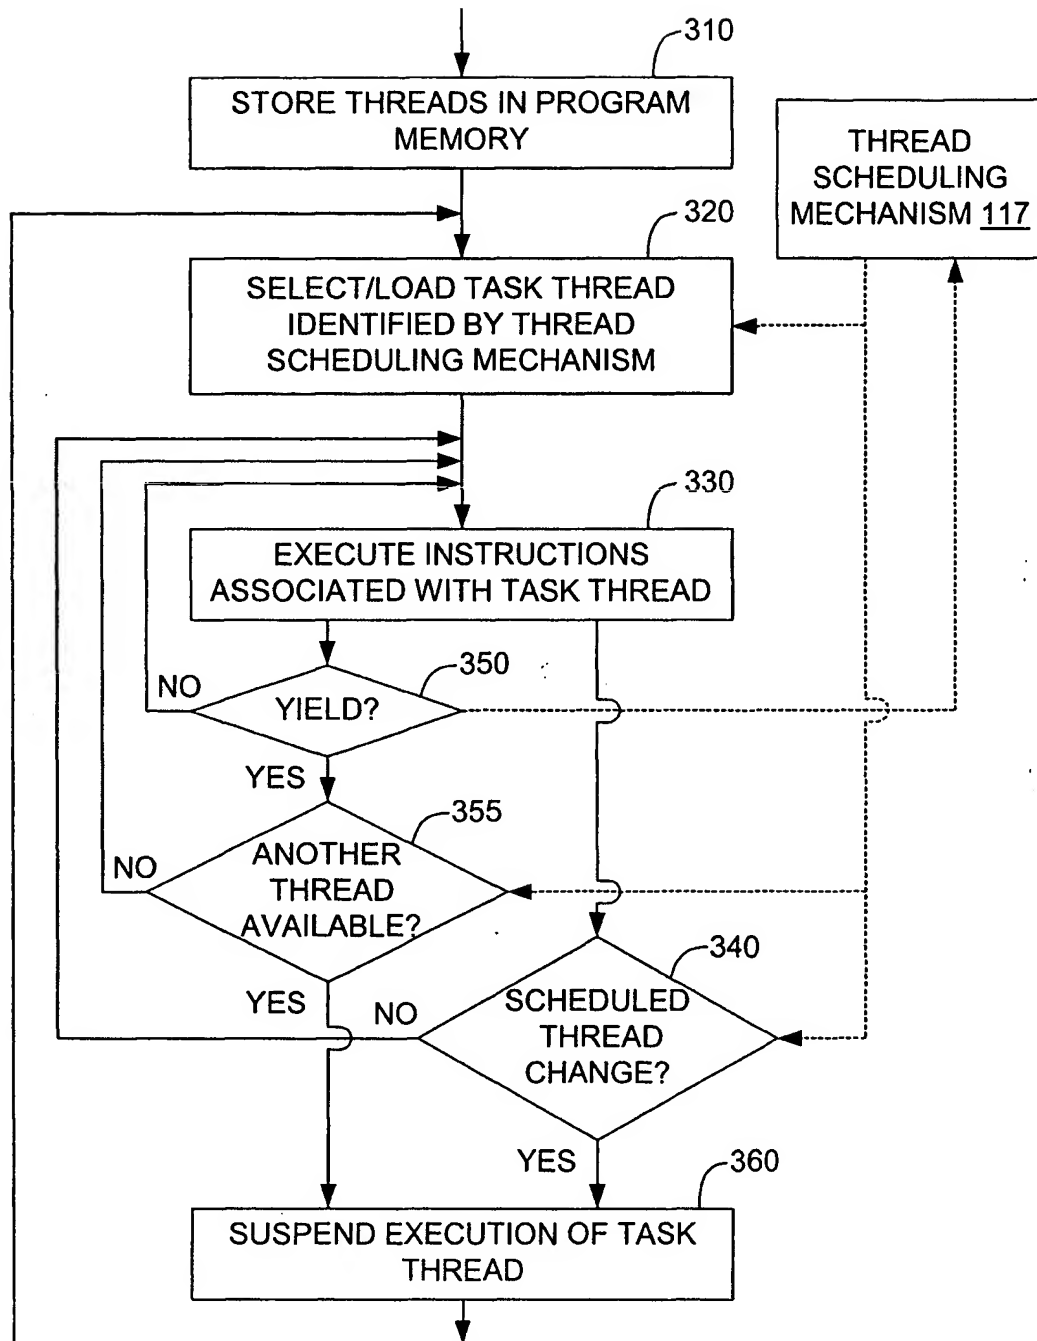 310
STORE THREADS IN PROGRAM
MEMORY
THREAD
SCHEDULING
MECHANISM 117
320
SELECT/LOAD TASK THREAD
IDENTIFIED BY THREAD
SCHEDULING MECHANISM
330
EXECUTE INSTRUCTIONS
ASSOCIATED WITH TASK THREAD
350
NO
YIELD?
YES
355
NO
ANOTHER
THREAD
AVAILABLE?
YES
340
NO
SCHEDULED
THREAD
CHANGE?
YES
360
SUSPEND EXECUTION OF TASK
THREAD